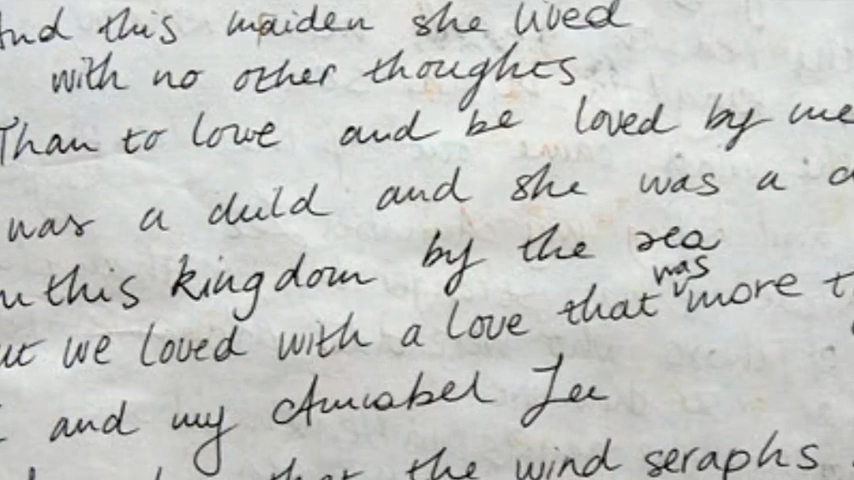 And this maiden she lived
with no other thoughts
Than to love and be loved by me
was a child and she was a
this kingdom by the sea
we loved with a love that was more
and my Annabel Lee
that the wind seraphs